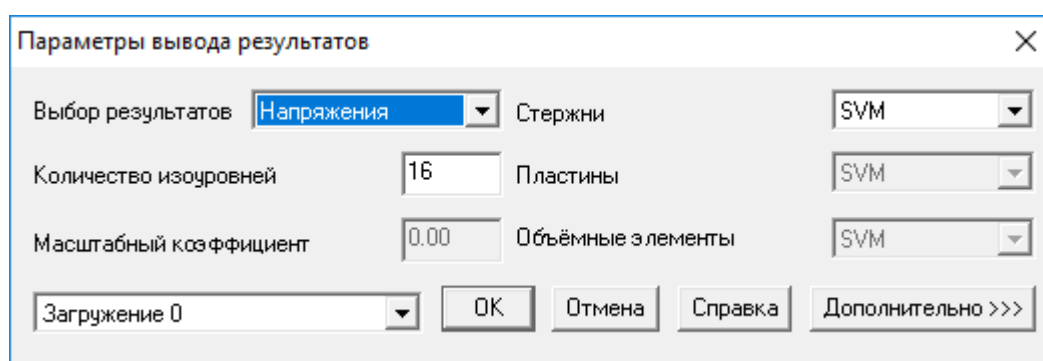 Параметры вывода результатов
Выбор результатов Напряжения Стержни SVM
Количество изоуровней 16 Пластины SVM
Масштабный коэффициент 0.00 Объёмные элементы SVM
Загружение 0 OK Отмена Справка Дополнительно >>>